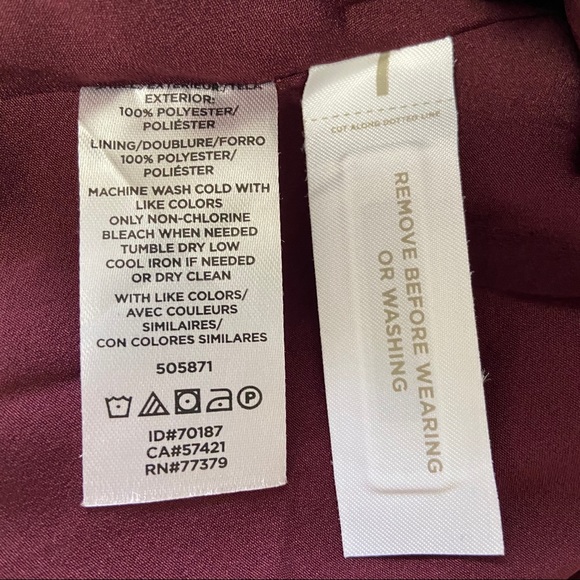 EXTERIOR:
100% POLYESTER/
POLIÉSTER
LINING/DOUBLURE/FORRO
100% POLYESTER/
POLIÉSTER
MACHINE WASH COLD WITH
LIKE COLORS
ONLY NON-CHLORINE
BLEACH WHEN NEEDED
TUMBLE DRY LOW
COOL IRON IF NEEDED
OR DRY CLEAN
WITH LIKE COLORS/
AVEC COULEURS
SIMILAIRES/
CON COLORES SIMILARES
505871
P
ID#70187
CA#57421
RN#77379
CUT ALONG DOTTED LINE
REMOVE BEFORE WEARING
OR WASHING